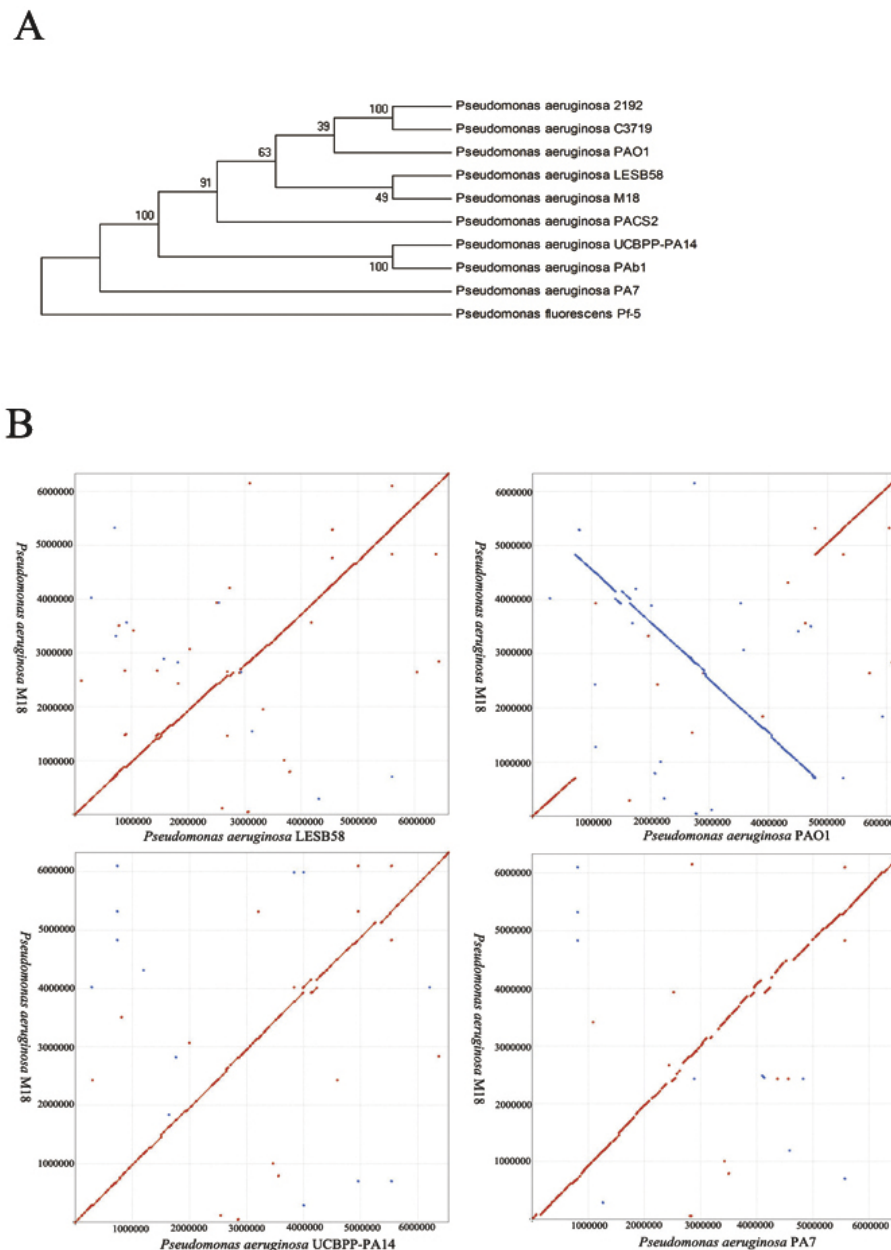 A
100
Pseudomonas aeruginosa 2192
39
Pseudomonas aeruginosa C3719
63
Pseudomonas aeruginosa PAO1
91
Pseudomonas aeruginosa LESB58
49
Pseudomonas aeruginosa M18
100
Pseudomonas aeruginosa PACS2
Pseudomonas aeruginosa UCBPP-PA14
100
Pseudomonas aeruginosa PAb1
Pseudomonas aeruginosa PA7
Pseudomonas fluorescens Pf-5
B
6000000
5000000
4000000
3000000
2000000
1000000
Pseudomonas aeruginosa M18
1000000 2000000 3000000 4000000 5000000 6000000
Pseudomonas aeruginosa LESB58
6000000
5000000
4000000
3000000
2000000
1000000
Pseudomonas aeruginosa M18
1000000 2000000 3000000 4000000 5000000 6000000
Pseudomonas aeruginosa PAO1
6000000
5000000
4000000
3000000
2000000
1000000
Pseudomonas aeruginosa M18
1000000 2000000 3000000 4000000 5000000 6000000
Pseudomonas aeruginosa UCBPP-PA14
6000000
5000000
4000000
3000000
2000000
1000000
Pseudomonas aeruginosa M18
1000000 2000000 3000000 4000000 5000000 6000000
Pseudomonas aeruginosa PA7